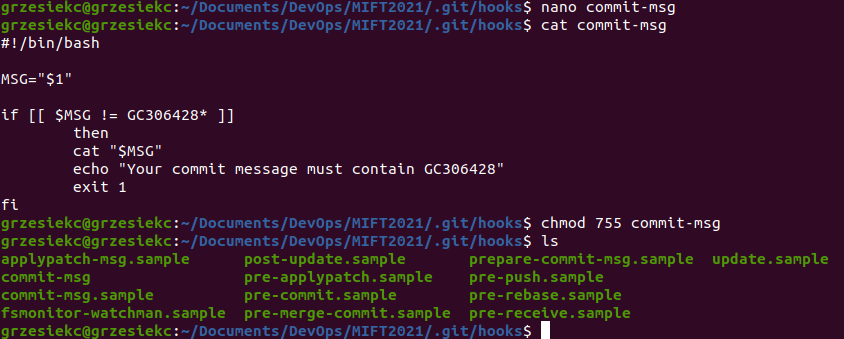 grzesiekc@grzesiekc:~/Documents/DevOps/MIFT2021/.git/hooks$ nano commit-msg
grzesiekc@grzesiekc:~/Documents/DevOps/MIFT2021/.git/hooks$ cat commit-msg
#!/bin/bash

MSG="$1"

if [[ $MSG != GC306428* ]]
        then
        cat "$MSG"
        echo "Your commit message must contain GC306428"
        exit 1
fi
grzesiekc@grzesiekc:~/Documents/DevOps/MIFT2021/.git/hooks$ chmod 755 commit-msg
grzesiekc@grzesiekc:~/Documents/DevOps/MIFT2021/.git/hooks$ ls
applypatch-msg.sample      post-update.sample       prepare-commit-msg.sample  update.sample
commit-msg                 pre-applypatch.sample    pre-push.sample
commit-msg.sample          pre-commit.sample        pre-rebase.sample
fsmonitor-watchman.sample  pre-merge-commit.sample  pre-receive.sample
grzesiekc@grzesiekc:~/Documents/DevOps/MIFT2021/.git/hooks$